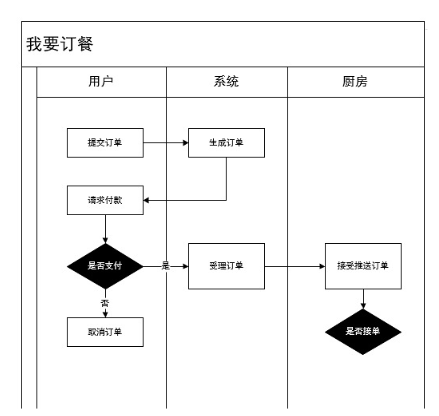 我要订餐
用户
系统
厨房
提交订单
生成订单
请求付款
是否支付
是
受理订单
接受推送订单
否
取消订单
是否接单